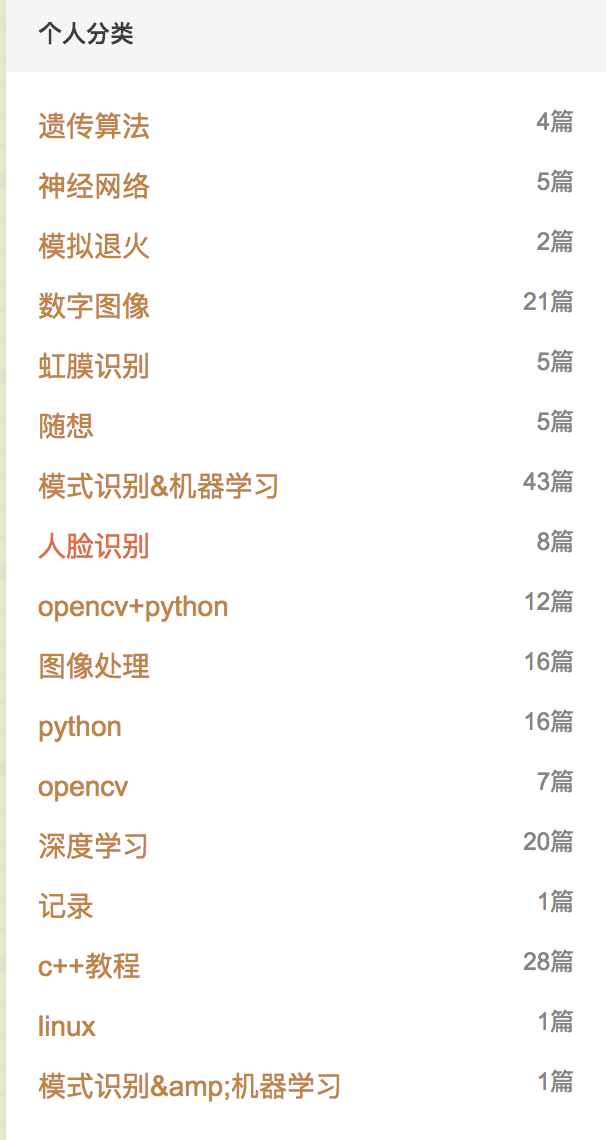 个人分类
遗传算法 4篇
神经网络 5篇
模拟退火 2篇
数字图像 21篇
虹膜识别 5篇
随想 5篇
模式识别&机器学习 43篇
人脸识别 8篇
opencv+python 12篇
图像处理 16篇
python 16篇
opencv 7篇
深度学习 20篇
记录 1篇
c++教程 28篇
linux 1篇
模式识别&amp;机器学习 1篇